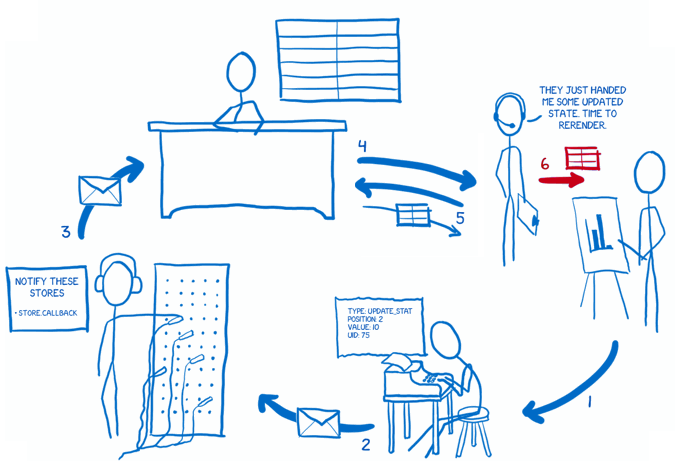 THEY JUST HANDED
ME SOME UPDATED
STATE. TIME TO
RERENDER.
4
6
5
3
NOTIFY THESE
STORES
• STORE.CALLBACK
TYPE: UPDATE_STAT
POSITION: 2
VALUE: 10
UID: 75
1
2